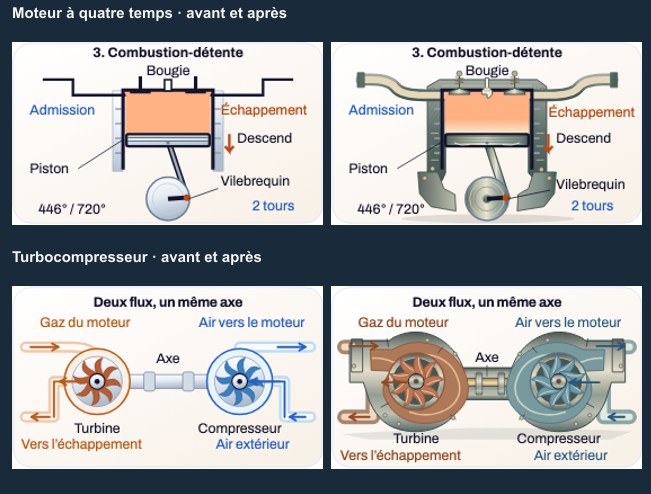 Moteur à quatre temps · avant et après
3. Combustion-détente
Bougie
Admission
Échappement
Descend
Piston
Vilebrequin
446° / 720°
2 tours
3. Combustion-détente
Bougie
Admission
Échappement
Descend
Piston
Vilebrequin
446° / 720°
2 tours
Turbocompresseur · avant et après
Deux flux, un même axe
Gaz du moteur
Air vers le moteur
Axe
Turbine
Compresseur
Vers l'échappement
Air extérieur
Deux flux, un même axe
Gaz du moteur
Air vers le moteur
Axe
Turbine
Compresseur
Vers l'échappement
Air extérieur